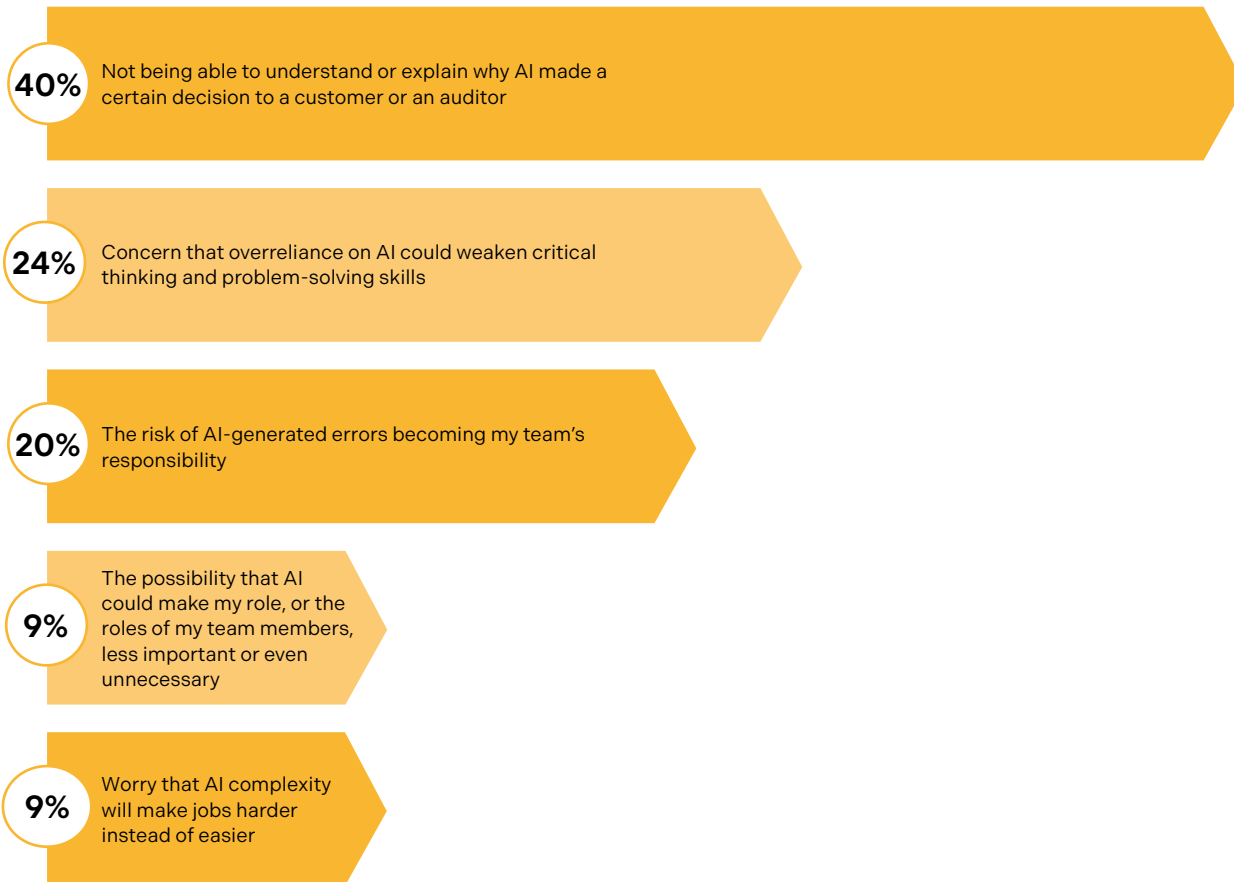 40%
Not being able to understand or explain why AI made a
certain decision to a customer or an auditor
24%
Concern that overreliance on AI could weaken critical
thinking and problem-solving skills
20%
The risk of AI-generated errors becoming my team’s
responsibility
9%
The possibility that AI
could make my role, or the
roles of my team members,
less important or even
unnecessary
9%
Worry that AI complexity
will make jobs harder
instead of easier